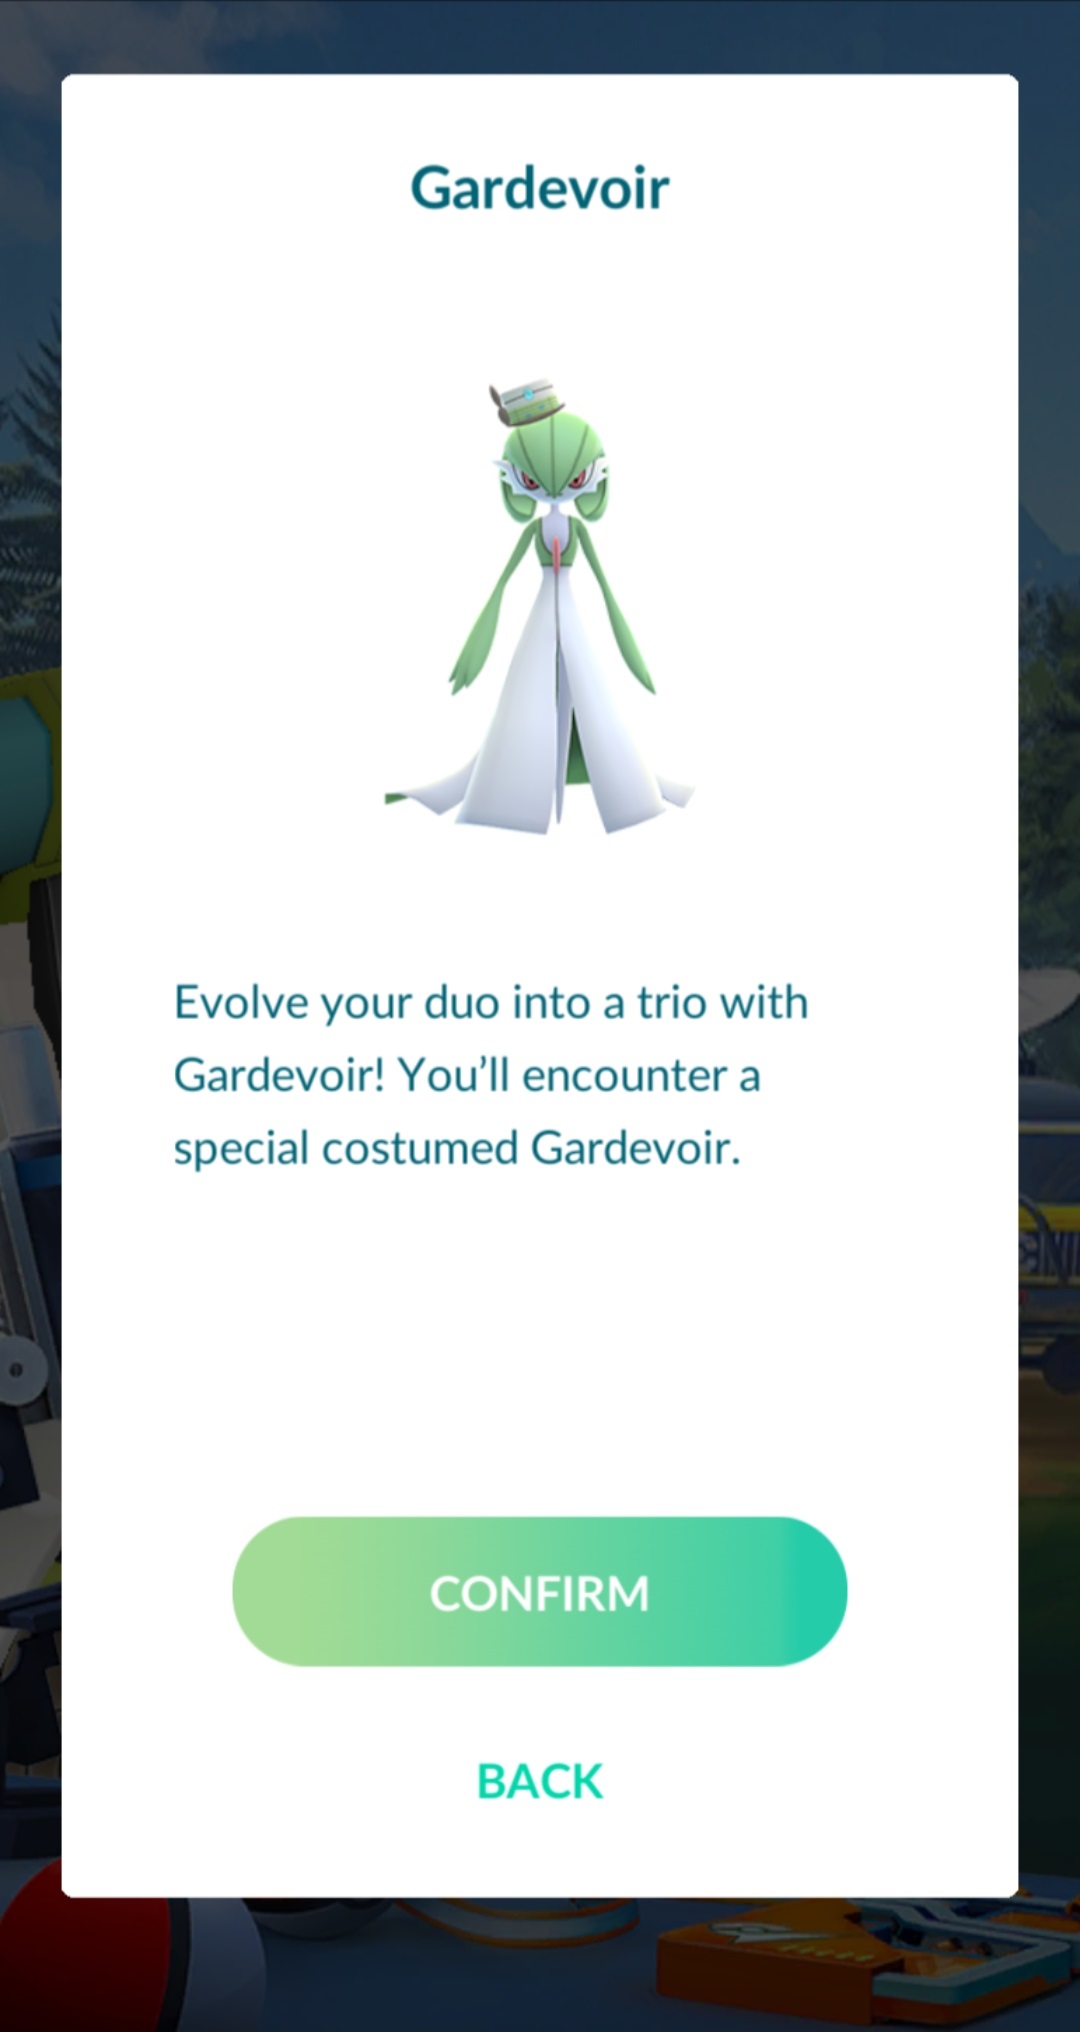 Gardevoir
Evolve your duo into a trio with
Gardevoir! You’ll encounter a
special costumed Gardevoir.
CONFIRM
BACK